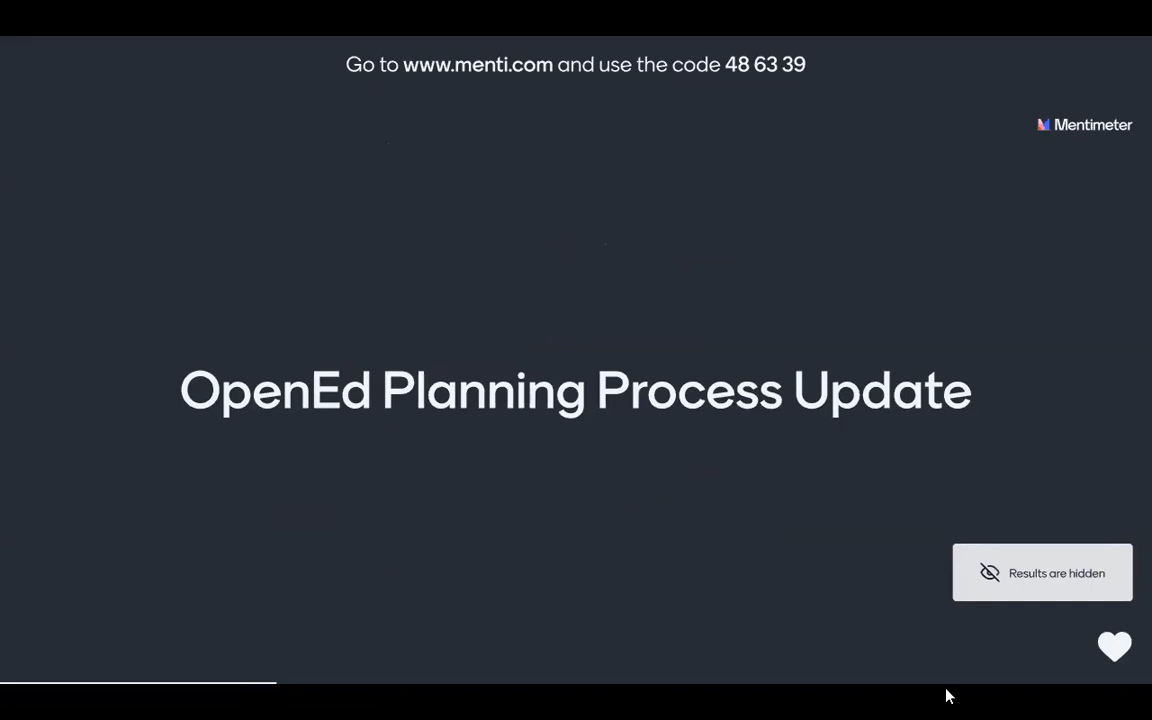 Go to www.menti.com and use the code 48 63 39
Mentimeter
OpenEd Planning Process Update
Results are hidden